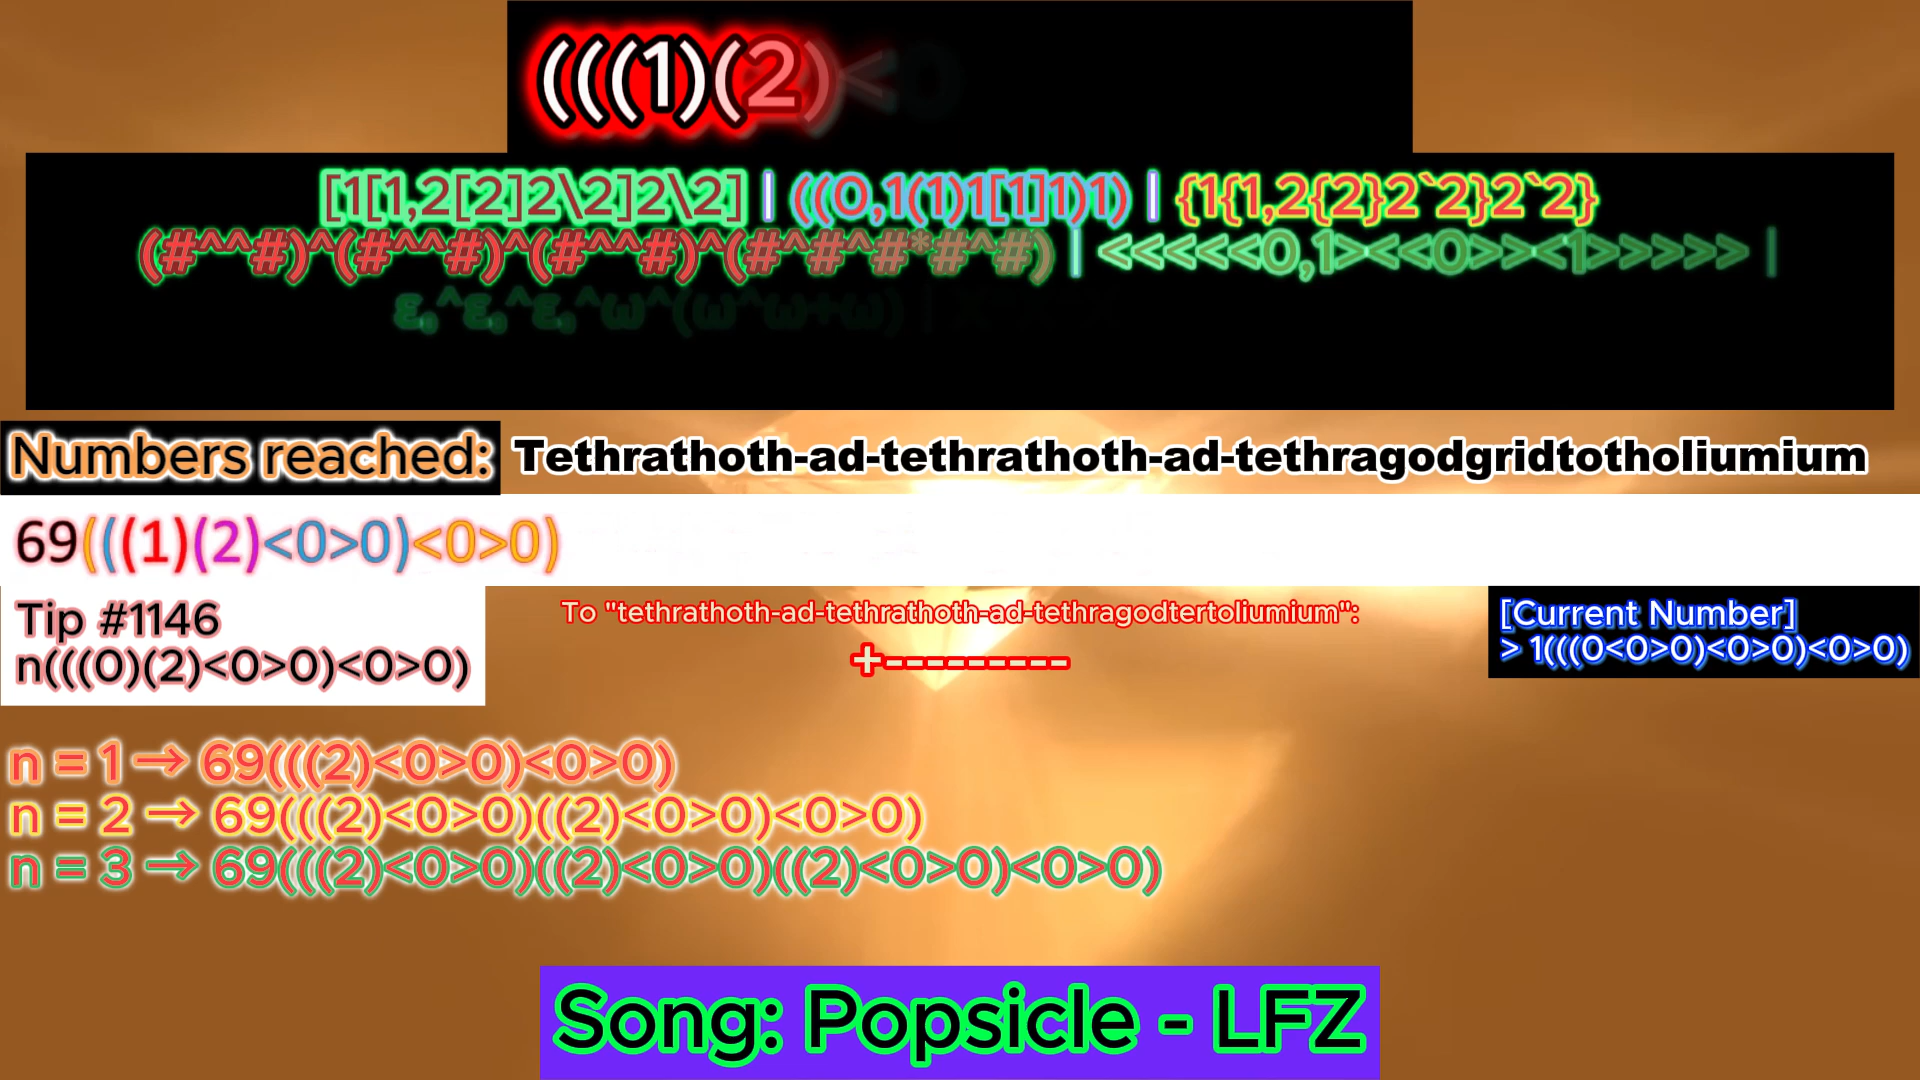 (((1)(2)<0
[1[1,2[2]2\2]2\2] | ((0,1(1)1[1]1)1) | {1{1,2{2}2`2}2`2}
(#^^#)^(#^^#)^(#^^#)^(#^#^#*#^#) | <<<<<0,1><<0>><1>>>>> |
ε₀^ε₀^ε₀^ω^(ω^ω+ω) |
Numbers reached: Tethrathoth-ad-tethrathoth-ad-tethragodgridtotholiumium
69(((1)(2)<0>0)<0>0)
Tip #1146
n(((0)(2)<0>0)<0>0)
To "tethrathoth-ad-tethrathoth-ad-tethragodtertoliumium":
+---------
[Current Number]
> 1(((0<0>0)<0>0)<0>0)
n = 1 → 69(((2)<0>0)<0>0)
n = 2 → 69(((2)<0>0)((2)<0>0)<0>0)
n = 3 → 69(((2)<0>0)((2)<0>0)((2)<0>0)<0>0)
Song: Popsicle - LFZ